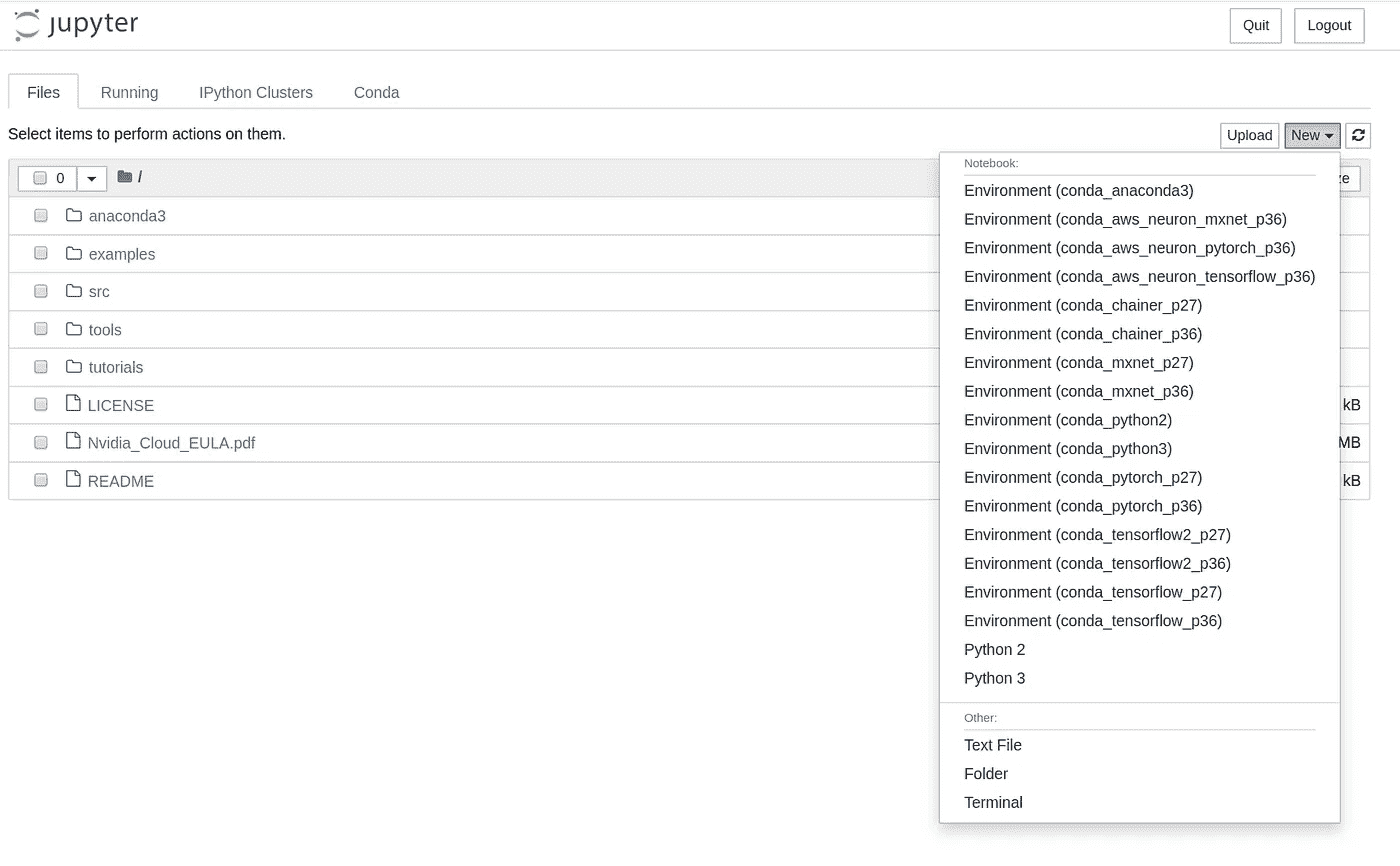 jupyter
Quit Logout
Files Running IPython Clusters Conda
Select items to perform actions on them.
Upload New
0 /
anaconda3
examples
src
tools
tutorials
LICENSE kB
Nvidia_Cloud_EULA.pdf MB
README kB
Notebook:
Environment (conda_anaconda3)
Environment (conda_aws_neuron_mxnet_p36)
Environment (conda_aws_neuron_pytorch_p36)
Environment (conda_aws_neuron_tensorflow_p36)
Environment (conda_chainer_p27)
Environment (conda_chainer_p36)
Environment (conda_mxnet_p27)
Environment (conda_mxnet_p36)
Environment (conda_python2)
Environment (conda_python3)
Environment (conda_pytorch_p27)
Environment (conda_pytorch_p36)
Environment (conda_tensorflow2_p27)
Environment (conda_tensorflow2_p36)
Environment (conda_tensorflow_p27)
Environment (conda_tensorflow_p36)
Python 2
Python 3
Other:
Text File
Folder
Terminal